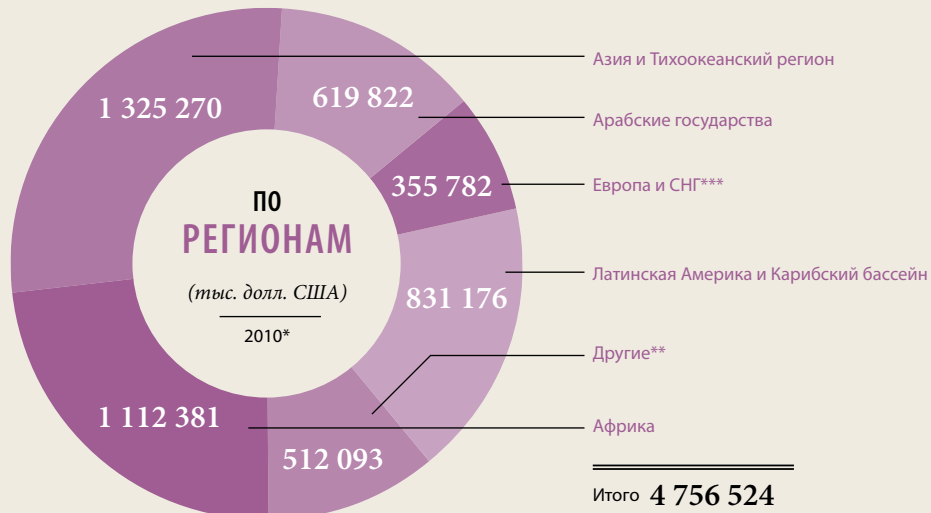 Азия и Тихоокеанский регион
1 325 270
619 822
Арабские государства
355 782
Европа и СНГ***
ПО
РЕГИОНАМ
(тыс. долл. США)
2010*
Латинская Америка и Карибский бассейн
831 176
Другие**
1 112 381
Африка
512 093
Итого 4 756 524